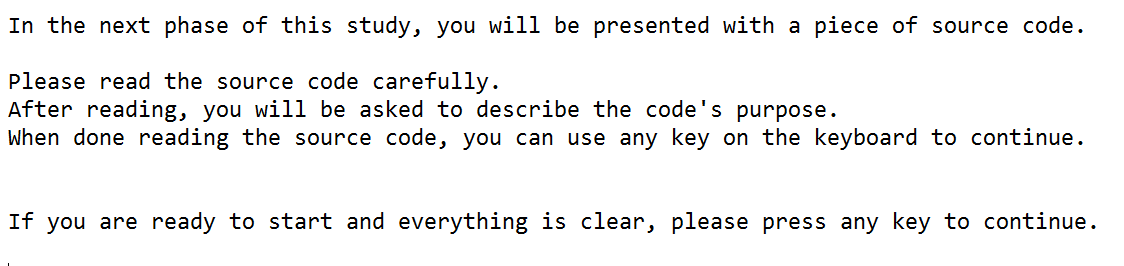 In the next phase of this study, you will be presented with a piece of source code.
Please read the source code carefully.
After reading, you will be asked to describe the code's purpose.
When done reading the source code, you can use any key on the keyboard to continue.
If you are ready to start and everything is clear, please press any key to continue.